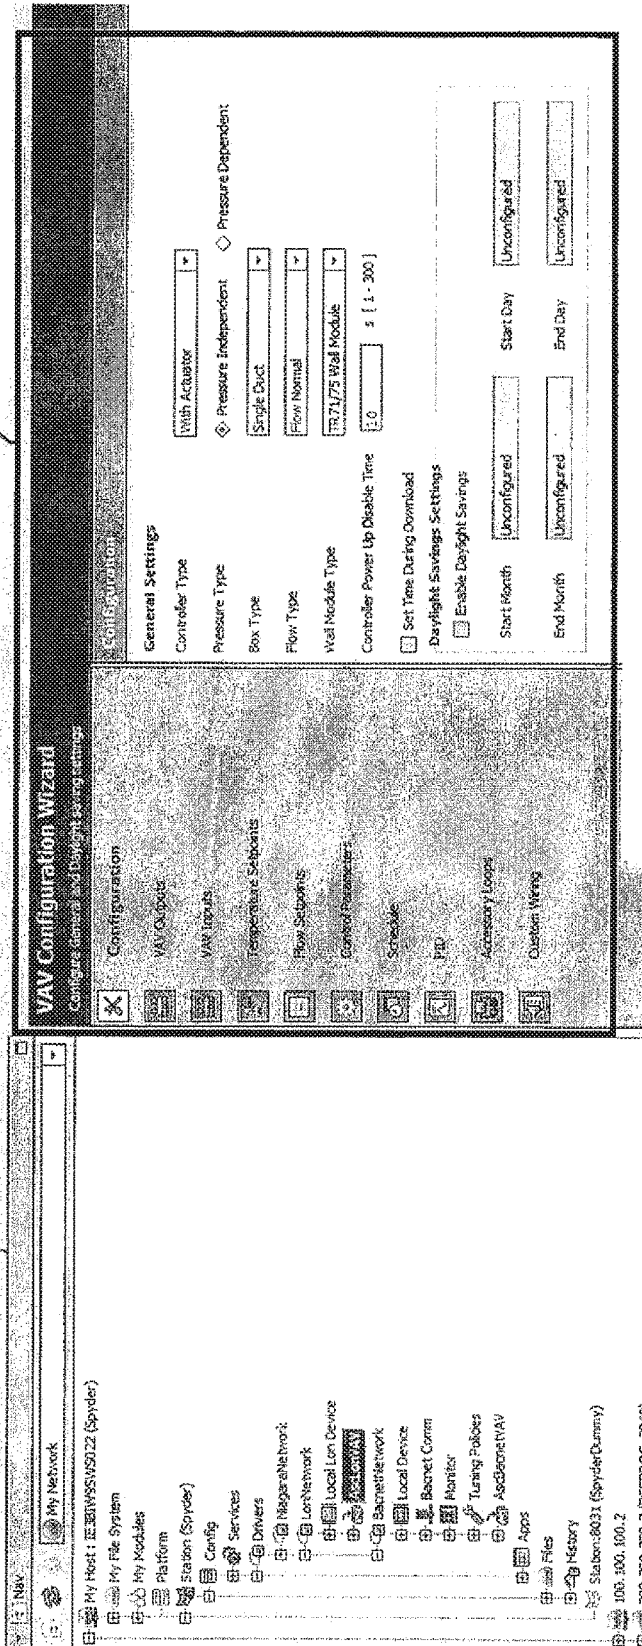 Nav
My Network
My Host : IE3BIW9SWS022 (Spyder)
My File System
My Modules
Platform
Station (Spyder)
Config
Services
Drivers
NiagaraNetwork
LonNetwork
Local Lon Device
BacnetNetwork
Local Device
Bacnet Comm
Monitor
Tuning Policies
AscBacnetVAV
Apps
Files
History
Station:8031 (SpyderDummy)
100.100.100.2
VAV Configuration Wizard
Configure General and Daylight saving settings
Configuration
VAV Outputs
VAV Inputs
Temperature Setpoints
Flow Setpoints
Control Parameters
Schedule
PID
Accessory Loops
Custom Wiring
Configuration
General Settings
Controller Type
With Actuator
Pressure Type
Pressure Independent
Pressure Dependent
Box Type
Single Duct
Flow Type
Flow Normal
Wall Module Type
TR71/75 Wall Module
Controller Power Up Disable Time
10
s [ 1 - 300 ]
Set Time During Download
Daylight Savings Settings
Enable Daylight Savings
Start Month
Unconfigured
Start Day
Unconfigured
End Month
Unconfigured
End Day
Unconfigured